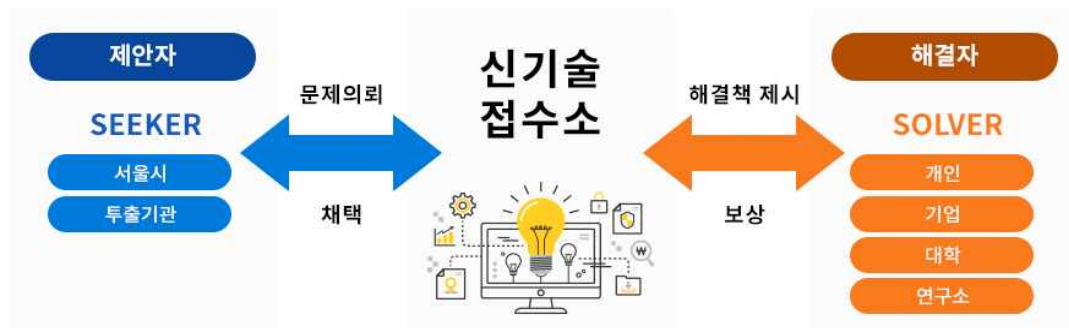 제안자
SEEKER
서울시
투출기관
문제의뢰
채택
신기술
접수소
₩
해결책 제시
보상
해결자
SOLVER
개인
기업
대학
연구소